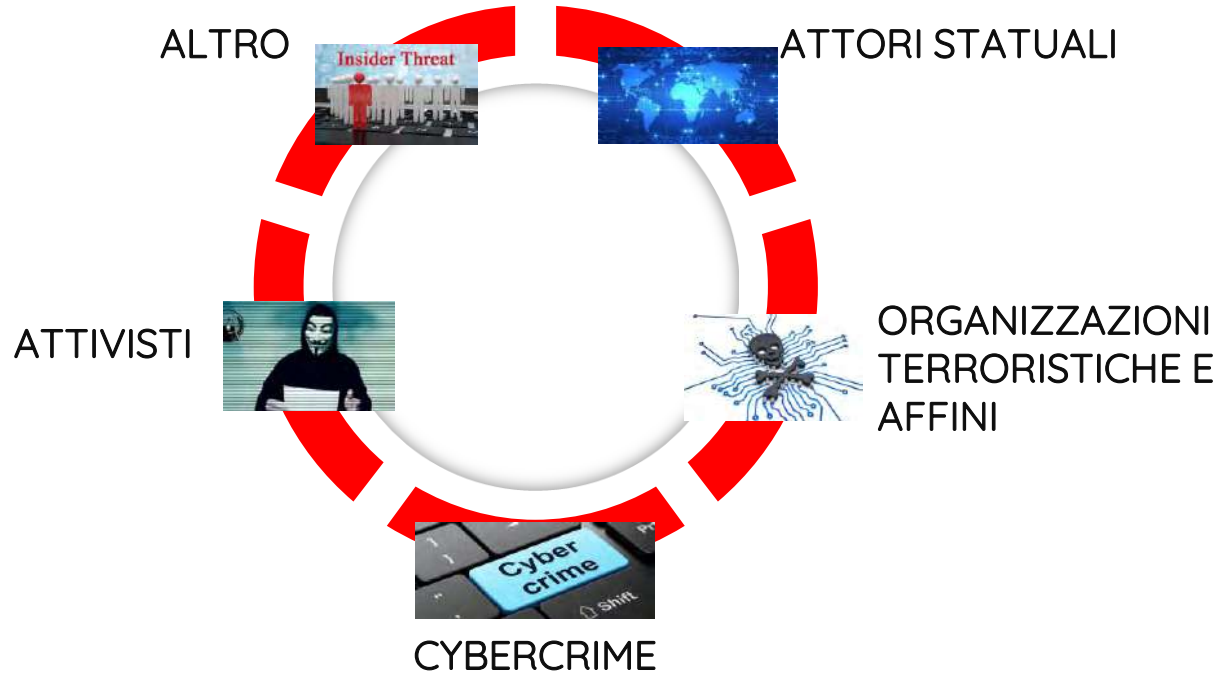 ALTRO
Insider Threat
ATTORI STATUALI
ATTIVISTI
ORGANIZZAZIONI
TERRORISTICHE E
AFFINI
Cyber
crime
Shift
CYBERCRIME